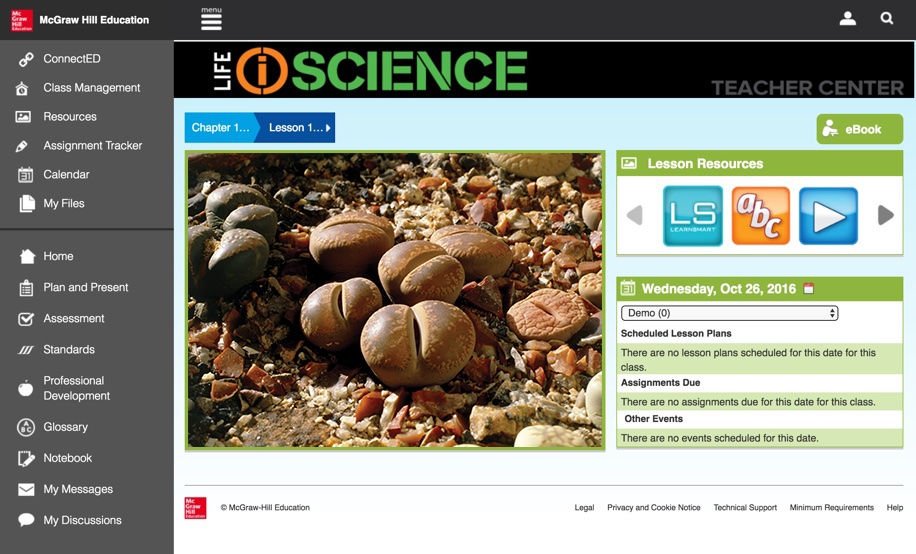 Mc
Graw
Hill
Education
McGraw Hill Education
menu
ConnectED
Class Management
Resources
Assignment Tracker
Calendar
My Files
Home
Plan and Present
Assessment
Standards
Professional
Development
Glossary
Notebook
My Messages
My Discussions
LIFE iSCIENCE
TEACHER CENTER
Chapter 1...
Lesson 1...
eBook
Lesson Resources
LS
LEARNSMART
abc
Wednesday, Oct 26, 2016
Demo (0)
Scheduled Lesson Plans
There are no lesson plans scheduled for this date for this
class.
Assignments Due
There are no assignments due for this date for this class.
Other Events
There are no events scheduled for this date.
Mc
Graw
Hill
Education
© McGraw-Hill Education
Legal
Privacy and Cookie Notice
Technical Support
Minimum Requirements
Help